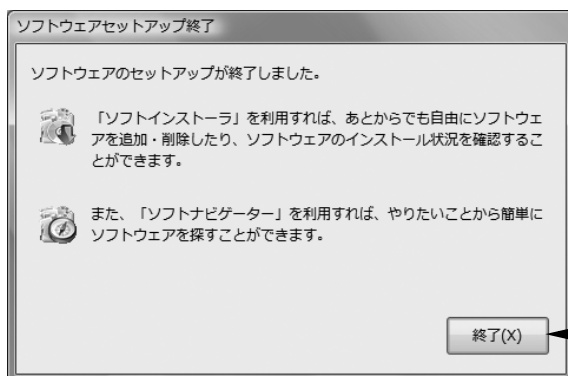 ソフトウェアセットアップ終了
ソフトウェアのセットアップが終了しました。
「ソフトインストーラ」を利用すれば、あとからでも自由にソフトウェ
アを追加・削除したり、ソフトウェアのインストール状況を確認するこ
とができます。
また、「ソフトナビゲーター」を利用すれば、やりたいことから簡単に
ソフトウェアを探すことができます。
終了(X)